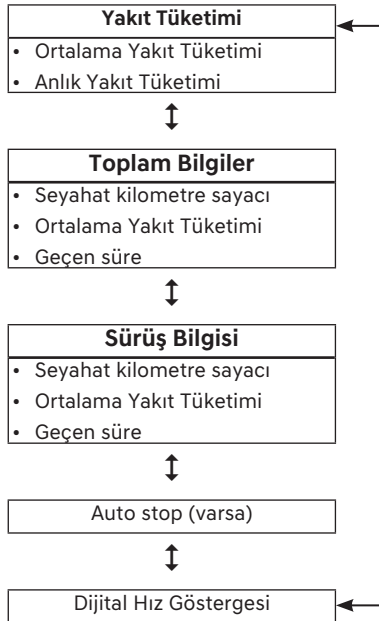 Yakıt Tüketimi
• Ortalama Yakıt Tüketimi
• Anlık Yakıt Tüketimi
Toplam Bilgiler
• Seyahat kilometre sayacı
• Ortalama Yakıt Tüketimi
• Geçen süre
Sürüş Bilgisi
• Seyahat kilometre sayacı
• Ortalama Yakıt Tüketimi
• Geçen süre
Auto stop (varsa)
Dijital Hız Göstergesi